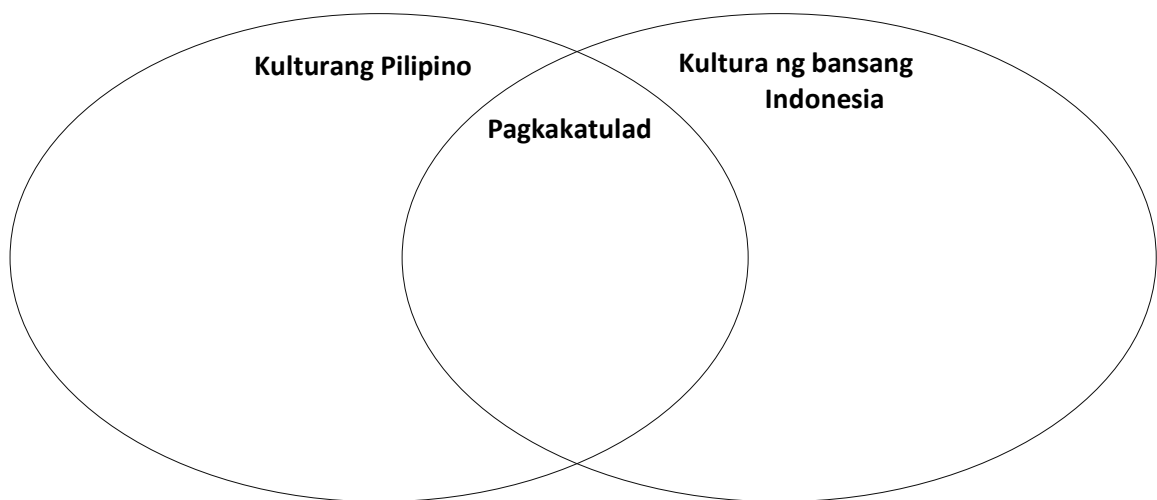 Kulturang Pilipino
Kultura ng bansang
Indonesia
Pagkakatulad